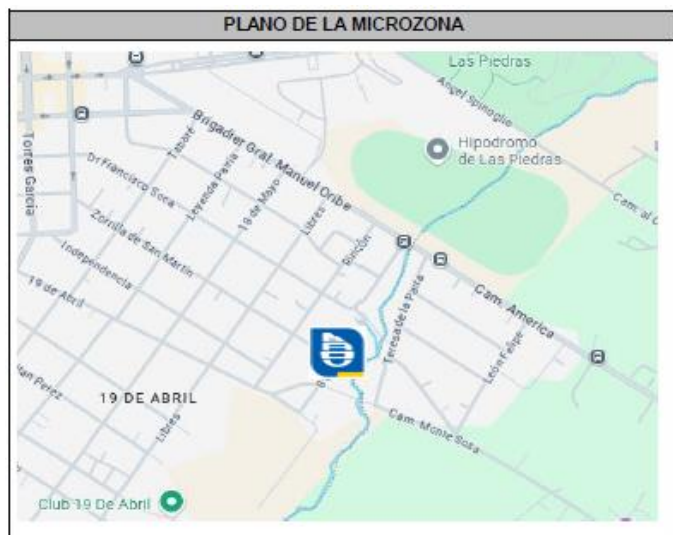 PLANO DE LA MICROZONA
Las Piedras
Angel Spinoglio
Torres García
Brigadier Gral. Manuel Oribe
Tabaré
Hipodromo
de Las Piedras
Dr Francisco Soca
Leyenda Patria
19 de Mayo
Libres
Rincón
Cam. al
Zorrilla de San Martín
Independencia
19 de Abril
Cam. America
Teresa de la Parra
León Felipe
Perez
19 DE ABRIL
Libres
Cam. Monte Sosa
Club 19 De Abril